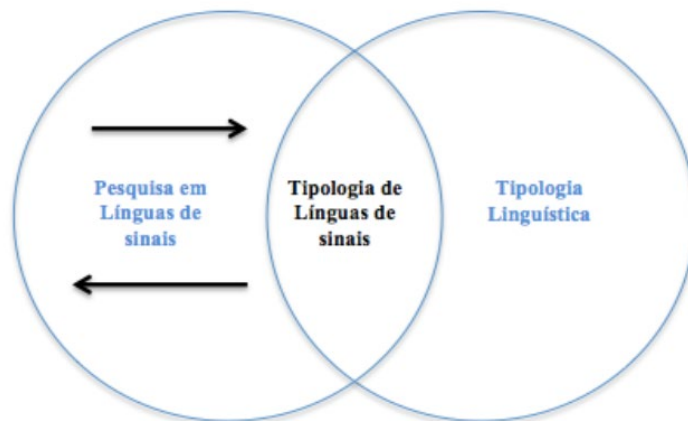 Pesquisa em
Línguas de
sinais
Tipologia de
Línguas de
sinais
Tipologia
Linguística